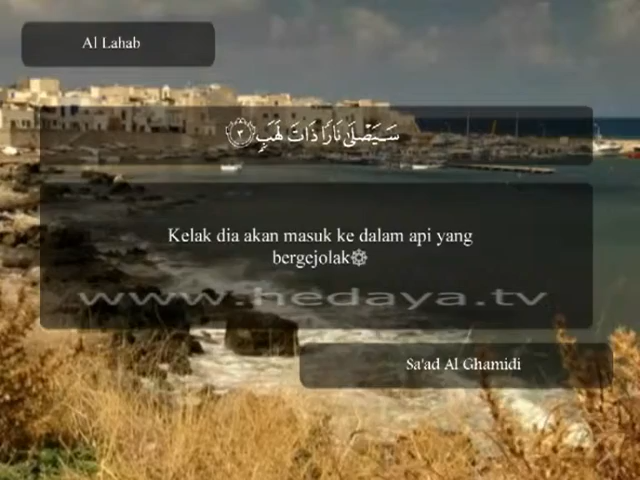 Al Lahab
سَيَصْلَىٰ نَارًا ذَاتَ لَهَبٍ ﴿٣﴾
Kelak dia akan masuk ke dalam api yang
bergejolak۞
www.hedaya.tv
Sa'ad Al Ghamidi